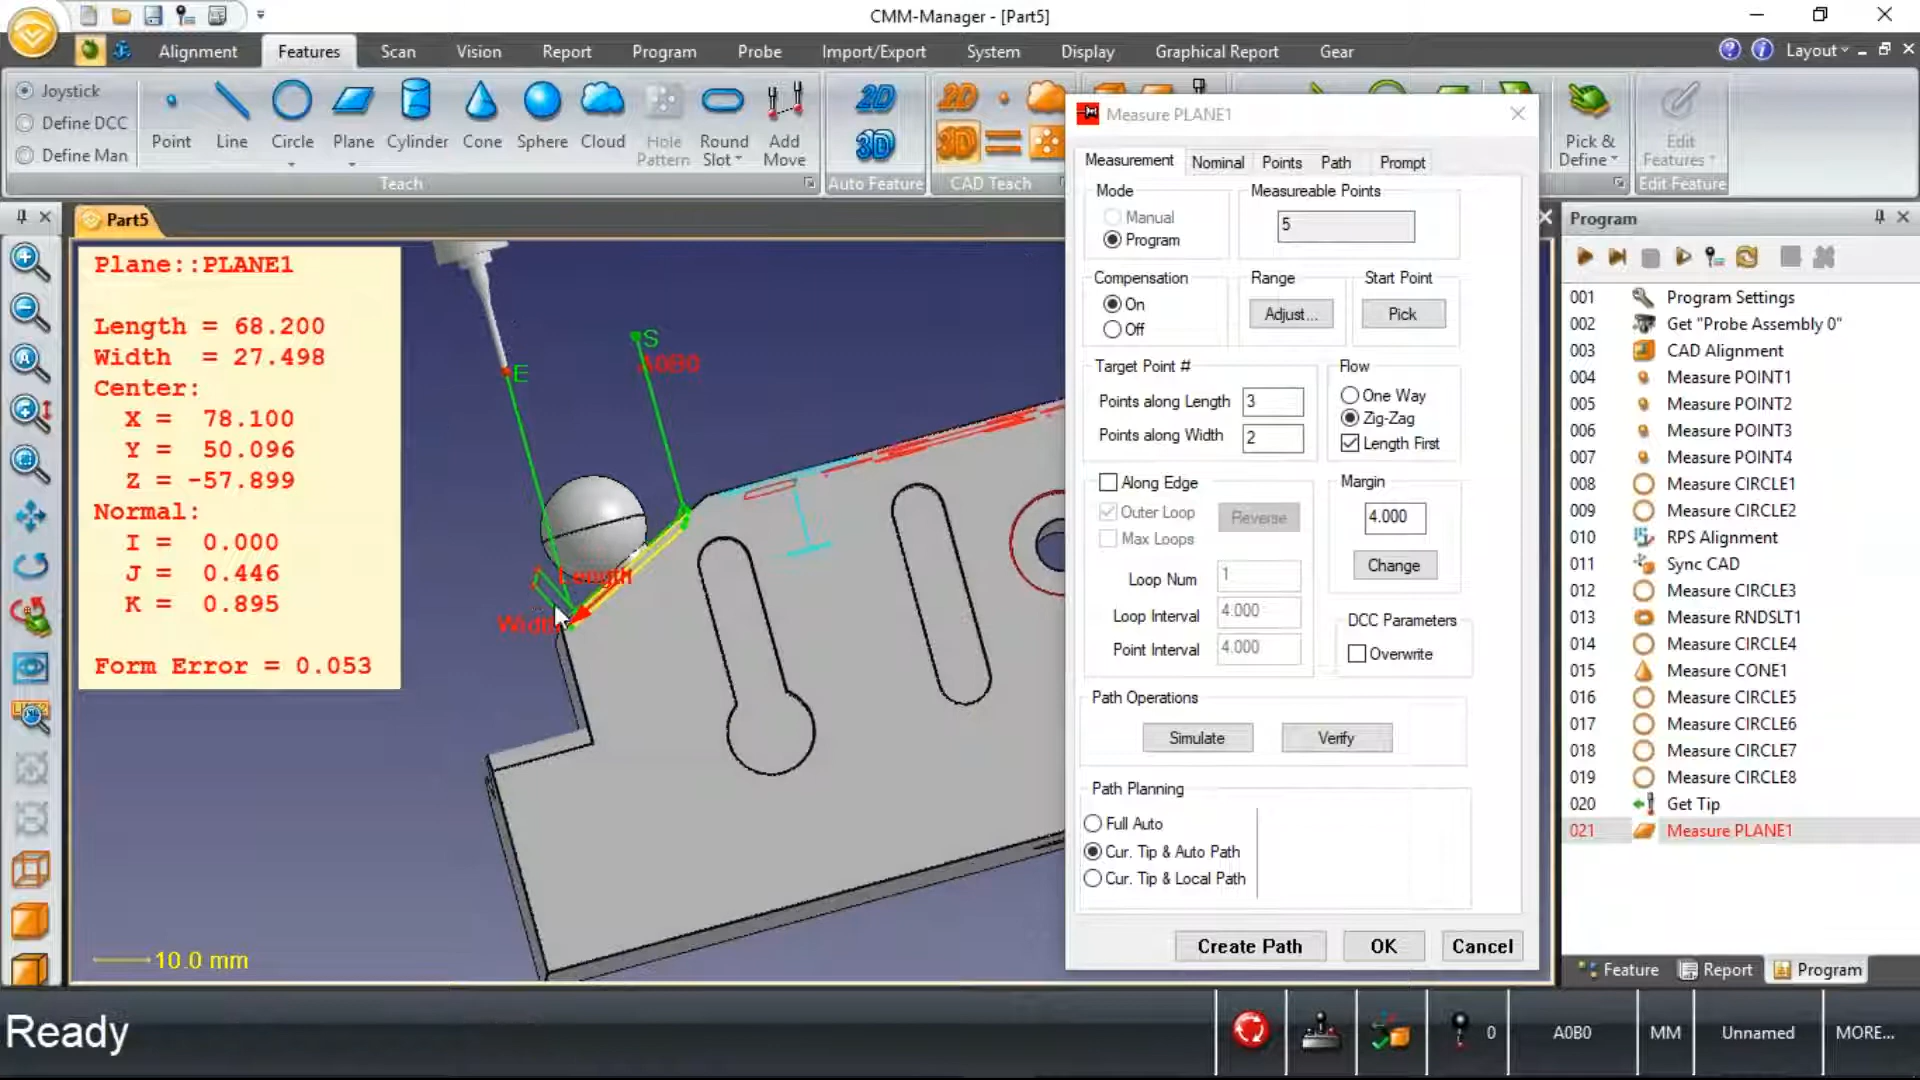 CMM-Manager - [Part5]
Alignment
Features
Scan
Vision
Report
Program
Probe
Import/Export
System
Display
Graphical Report
Gear
Layout
Joystick
Define DCC
Define Man
Point
Line
Circle
Plane
Cylinder
Cone
Sphere
Cloud
Hole
Pattern
Round
Slot
Add
Move
Teach
2D
3D
Auto Feature
2D
3D
CAD Teach
Pick &
Define
Edit
Features
Edit Feature
Part5
Plane::PLANE1
Length = 68.200
Width = 27.498
Center:
X = 78.100
Y = 50.096
Z = -57.899
Normal:
I = 0.000
J = 0.446
K = 0.895
Form Error = 0.053
S
A0B0
E
Length
Width
10.0 mm
Measure PLANE1
Measurement
Nominal
Points
Path
Prompt
Mode
Manual
Program
Measureable Points
5
Compensation
On
Off
Range
Adjust...
Start Point
Pick
Target Point #
Points along Length
3
Points along Width
2
Flow
One Way
Zig-Zag
Length First
Along Edge
Outer Loop
Reverse
Max Loops
Loop Num
1
Loop Interval
4.000
Point Interval
4.000
Margin
4.000
Change
DCC Parameters
Overwrite
Path Operations
Simulate
Verify
Path Planning
Full Auto
Cur. Tip & Auto Path
Cur. Tip & Local Path
Create Path
OK
Cancel
Program
001 Program Settings
002 Get "Probe Assembly 0"
003 CAD Alignment
004 Measure POINT1
005 Measure POINT2
006 Measure POINT3
007 Measure POINT4
008 Measure CIRCLE1
009 Measure CIRCLE2
010 RPS Alignment
011 Sync CAD
012 Measure CIRCLE3
013 Measure RNDSLT1
014 Measure CIRCLE4
015 Measure CONE1
016 Measure CIRCLE5
017 Measure CIRCLE6
018 Measure CIRCLE7
019 Measure CIRCLE8
020 Get Tip
021 Measure PLANE1
Feature
Report
Program
Ready
0
A0B0
MM
Unnamed
MORE...